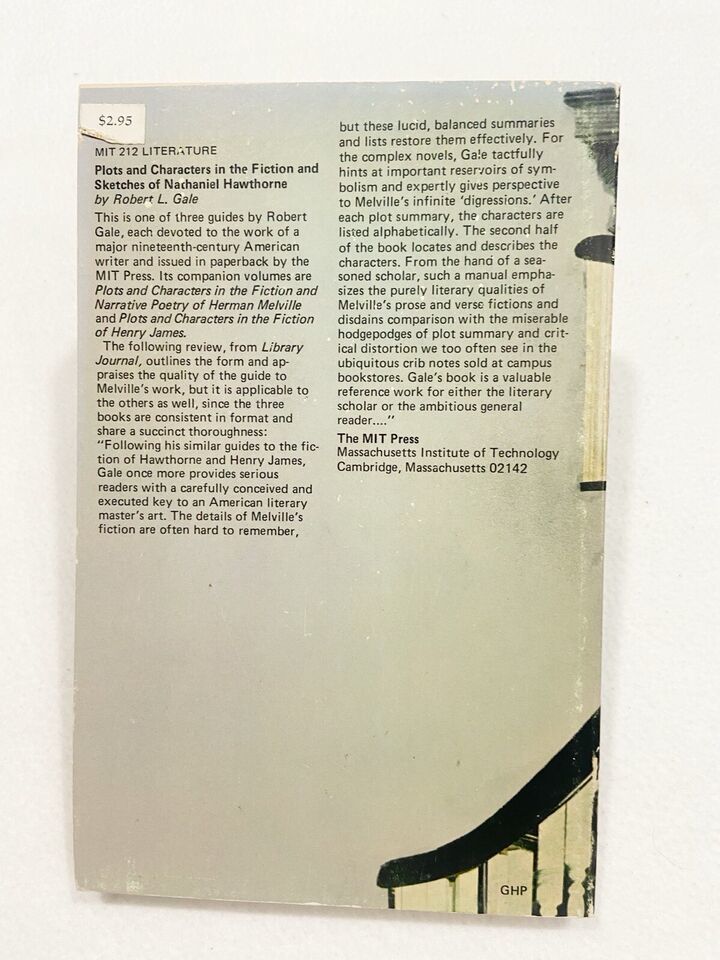 $2.95
MIT 212 LITERATURE
Plots and Characters in the Fiction and
Sketches of Nathaniel Hawthorne
by Robert L. Gale
This is one of three guides by Robert
Gale, each devoted to the work of a
major nineteenth-century American
writer and issued in paperback by the
MIT Press. Its companion volumes are
Plots and Characters in the Fiction and
Narrative Poetry of Herman Melville
and Plots and Characters in the Fiction
of Henry James.
The following review, from Library
Journal, outlines the form and ap-
praises the quality of the guide to
Melville's work, but it is applicable to
the others as well, since the three
books are consistent in format and
share a succinct thoroughness:
"Following his similar guides to the fic-
tion of Hawthorne and Henry James,
Gale once more provides serious
readers with a carefully conceived and
executed key to an American literary
master's art. The details of Melville's
fiction are often hard to remember,
but these lucid, balanced summaries
and lists restore them effectively. For
the complex novels, Gale tactfully
hints at important reservoirs of sym-
bolism and expertly gives perspective
to Melville's infinite 'digressions.' After
each plot summary, the characters are
listed alphabetically. The second half
of the book locates and describes the
characters. From the hand of a sea-
soned scholar, such a manual empha-
sizes the purely literary qualities of
Melville's prose and verse fictions and
disdains comparison with the miserable
hodgepodges of plot summary and crit-
ical distortion we too often see in the
ubiquitous crib notes sold at campus
bookstores. Gale's book is a valuable
reference work for either the literary
scholar or the ambitious general
reader...."
The MIT Press
Massachusetts Institute of Technology
Cambridge, Massachusetts 02142
GHP